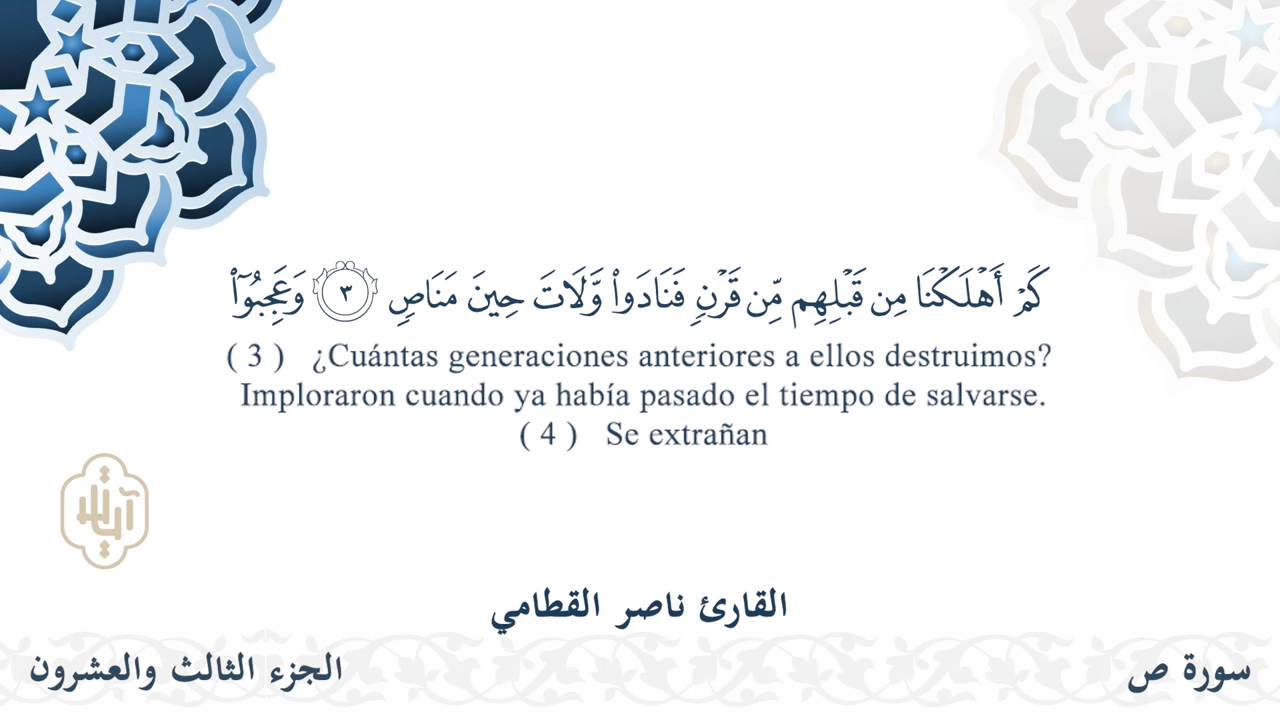 كَمْ أَهْلَكْنَا مِن قَبْلِهِم مِّن قَرْنٍ فَنَادَوا۟ وَّلَاتَ حِينَ مَنَاصٍ ٣ وَعَجِبُوٓا۟
( 3 ) ¿Cuántas generaciones anteriores a ellos destruimos?
Imploraron cuando ya había pasado el tiempo de salvarse.
( 4 ) Se extrañan
القارئ ناصر القطامي
سورة ص
الجزء الثالث والعشرون